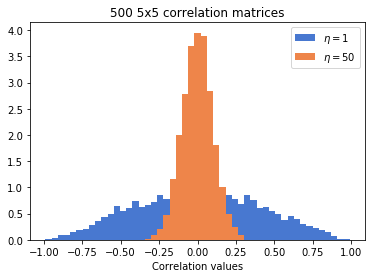 500 5x5 correlation matrices
η = 1
η = 50
4.0
3.5
3.0
2.5
2.0
1.5
1.0
0.5
0.0
−1.00 −0.75 −0.50 −0.25 0.00 0.25 0.50 0.75 1.00
Correlation values